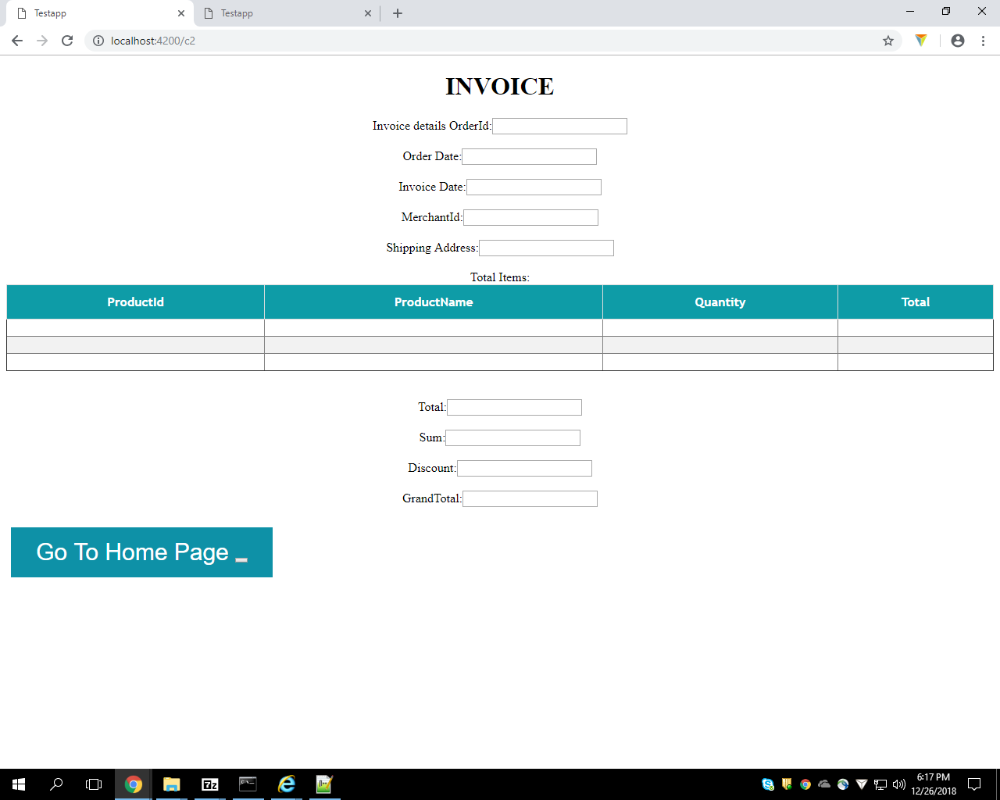 Testapp
Testapp
localhost:4200/c2
INVOICE
Invoice details OrderId:
Order Date:
Invoice Date:
MerchantId:
Shipping Address:
Total Items:
ProductId ProductName Quantity Total
Total:
Sum:
Discount:
GrandTotal:
Go To Home Page
7z
6:17 PM
12/26/2018